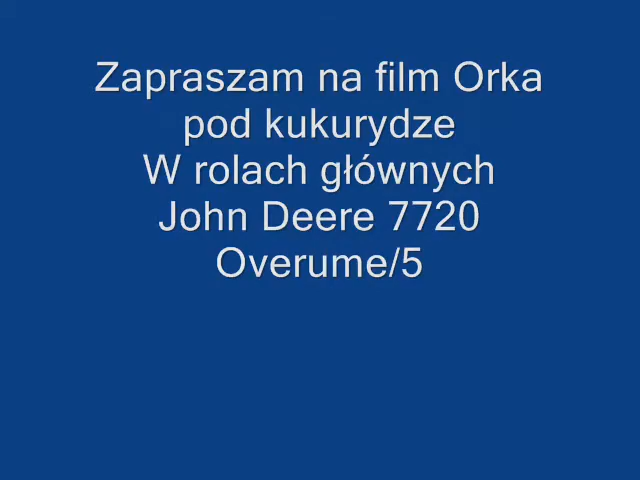 Zapraszam na film Orka
pod kukurydze
W rolach głównych
John Deere 7720
Overume/5